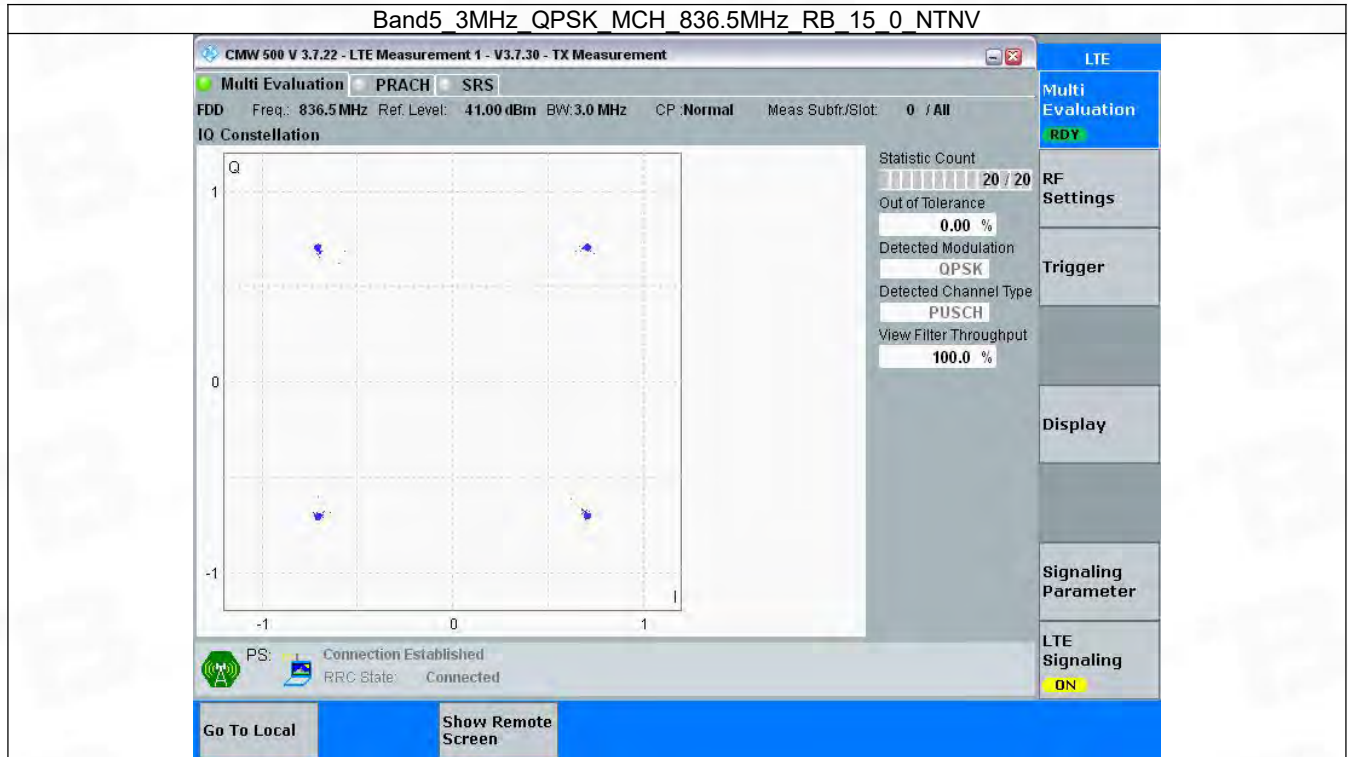 Band5_3MHz_QPSK_MCH_836.5MHz_RB_15_0_NTNV
CMW 500 V 3.7.22 - LTE Measurement 1 - V3.7.30 - TX Measurement
LTE
Multi Evaluation PRACH SRS
Multi
Evaluation
RDY
FDD Freq.: 836.5 MHz Ref. Level: 41.00 dBm BW: 3.0 MHz CP :Normal Meas Subfr./Slot: 0 / All
IQ Constellation
Q
1
0
-1
I
-1 0 1
Statistic Count
20 / 20
Out of Tolerance
0.00 %
Detected Modulation
QPSK
Detected Channel Type
PUSCH
View Filter Throughput
100.0 %
RF
Settings
Trigger
Display
Signaling
Parameter
LTE
Signaling
ON
PS: Connection Established
RRC State: Connected
Go To Local
Show Remote
Screen